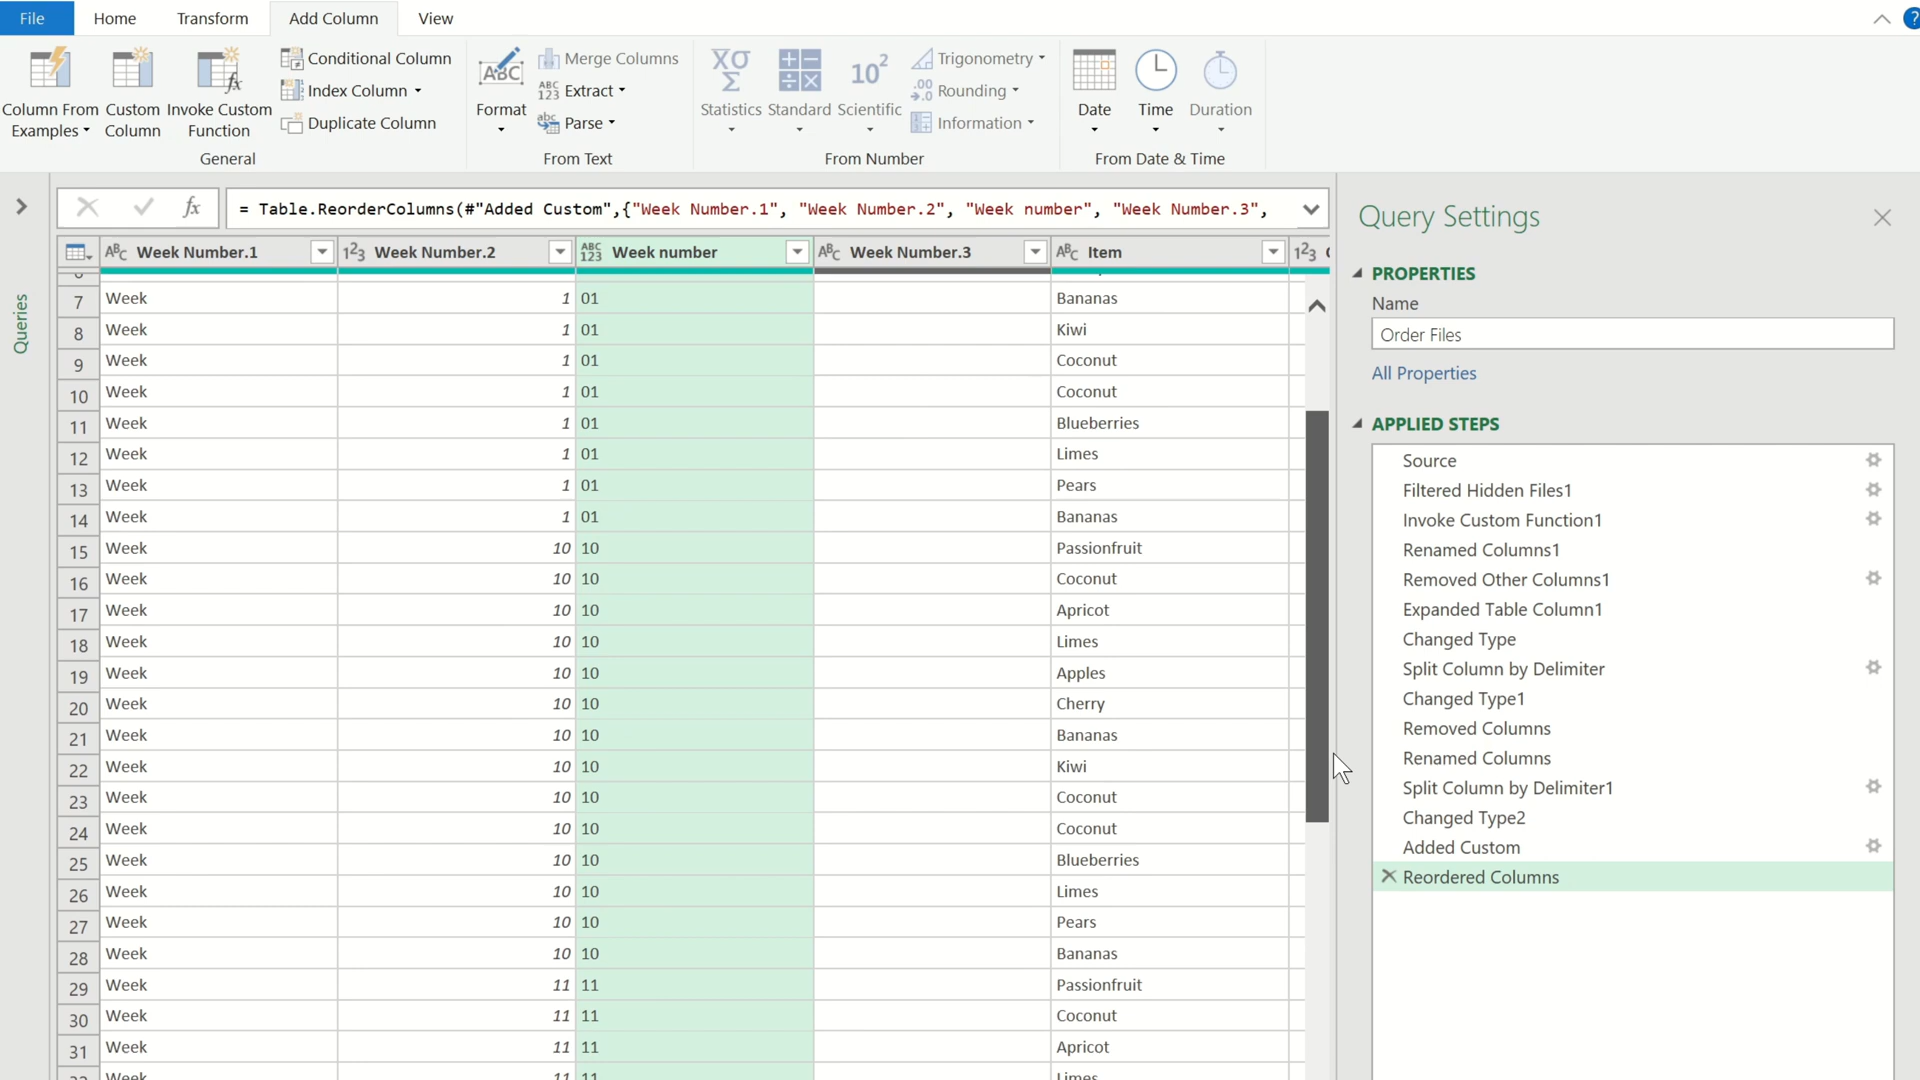 File
Home
Transform
Add Column
View
?
Column From Examples
Custom Column
Invoke Custom Function
Conditional Column
Index Column
Duplicate Column
General
Format
Merge Columns
Extract
Parse
From Text
Statistics
Standard
Scientific
Trigonometry
Rounding
Information
From Number
Date
Time
Duration
From Date & Time
fx
= Table.ReorderColumns(#"Added Custom",{"Week Number.1", "Week Number.2", "Week number", "Week Number.3",
Queries
Week Number.1
Week Number.2
Week number
Week Number.3
Item
7 Week 1 01 Bananas
8 Week 1 01 Kiwi
9 Week 1 01 Coconut
10 Week 1 01 Coconut
11 Week 1 01 Blueberries
12 Week 1 01 Limes
13 Week 1 01 Pears
14 Week 1 01 Bananas
15 Week 10 10 Passionfruit
16 Week 10 10 Coconut
17 Week 10 10 Apricot
18 Week 10 10 Limes
19 Week 10 10 Apples
20 Week 10 10 Cherry
21 Week 10 10 Bananas
22 Week 10 10 Kiwi
23 Week 10 10 Coconut
24 Week 10 10 Coconut
25 Week 10 10 Blueberries
26 Week 10 10 Limes
27 Week 10 10 Pears
28 Week 10 10 Bananas
29 Week 11 11 Passionfruit
30 Week 11 11 Coconut
31 Week 11 11 Apricot
Week 11 11 Limes
Query Settings
PROPERTIES
Name
Order Files
All Properties
APPLIED STEPS
Source
Filtered Hidden Files1
Invoke Custom Function1
Renamed Columns1
Removed Other Columns1
Expanded Table Column1
Changed Type
Split Column by Delimiter
Changed Type1
Removed Columns
Renamed Columns
Split Column by Delimiter1
Changed Type2
Added Custom
Reordered Columns